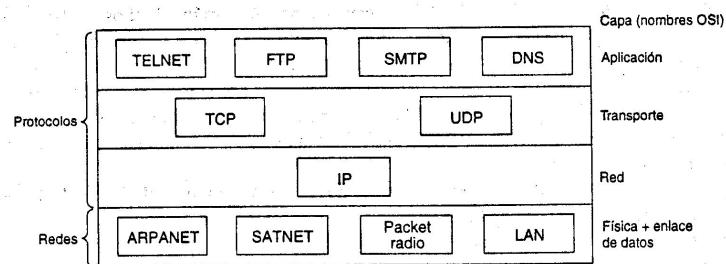 Capa (nombres OSI)
TELNET FTP SMTP DNS Aplicación
Protocolos TCP UDP Transporte
IP Red
Redes ARPANET SATNET Packet radio LAN Física + enlace de datos